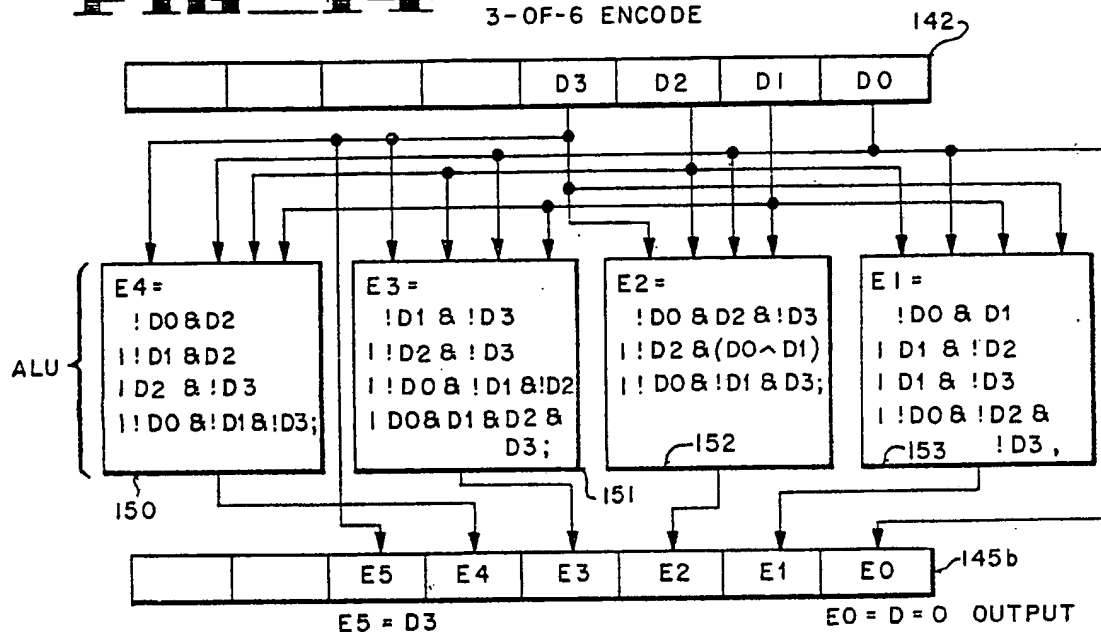 3-OF-6 ENCODE
142
D3 D2 D1 D0
E4=
!D0&D2
|!D1&D2
|D2 &!D3
|!D0&!D1&!D3;
E3=
!D1 & !D3
|!D2 & !D3
|!D0&!D1&!D2
|D0&D1&D2&
D3;
E2=
!D0&D2&!D3
|!D2&(D0^D1)
|!D0&!D1&D3;
E1=
!D0&D1
|D1&!D2
|D1&!D3
|!D0&!D2&
!D3,
ALU
150
151
152
153
E5 E4 E3 E2 E1 E0
145b
E5=D3
E0=D=0 OUTPUT